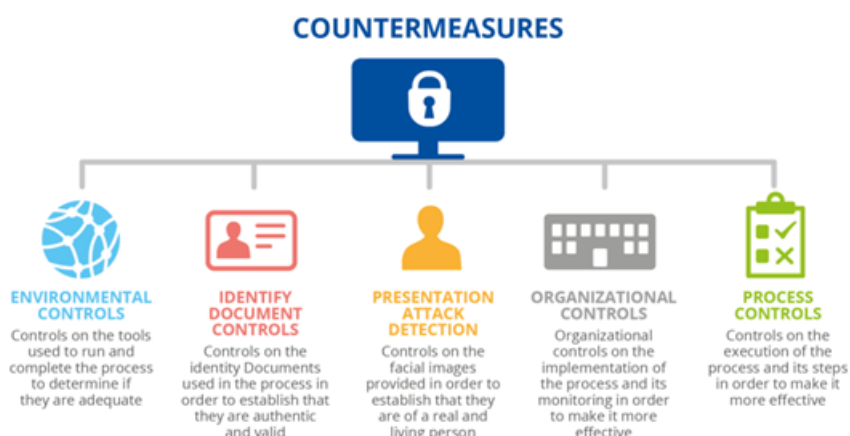 COUNTERMEASURES
ENVIRONMENTAL
CONTROLS
Controls on the tools
used to run and
complete the process
to determine if
they are adequate
IDENTIFY
DOCUMENT
CONTROLS
Controls on the
identity Documents
used in the process in
order to establish that
they are authentic
and valid
PRESENTATION
ATTACK
DETECTION
Controls on the
facial images
provided in order to
establish that they
are of a real and
living person
ORGANIZATIONAL
CONTROLS
Organizational
controls on the
implementation of
the process and its
monitoring in order
to make it more
effective
PROCESS
CONTROLS
Controls on the
execution of the
process and its steps
in order to make it
more effective